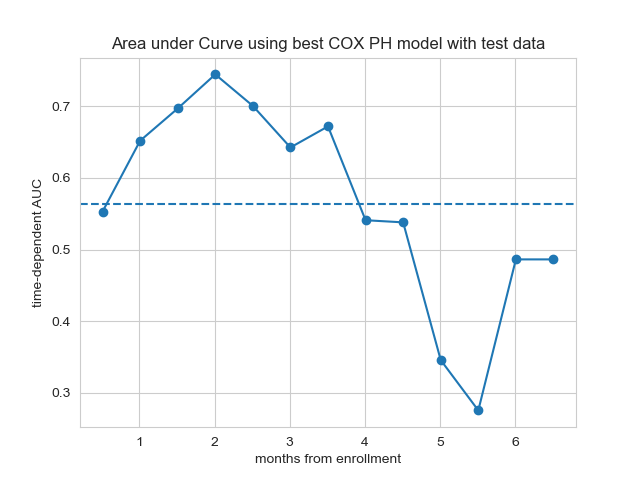 Area under Curve using best COX PH model with test data
time-dependent AUC
0.7
0.6
0.5
0.4
0.3
1 2 3 4 5 6
months from enrollment